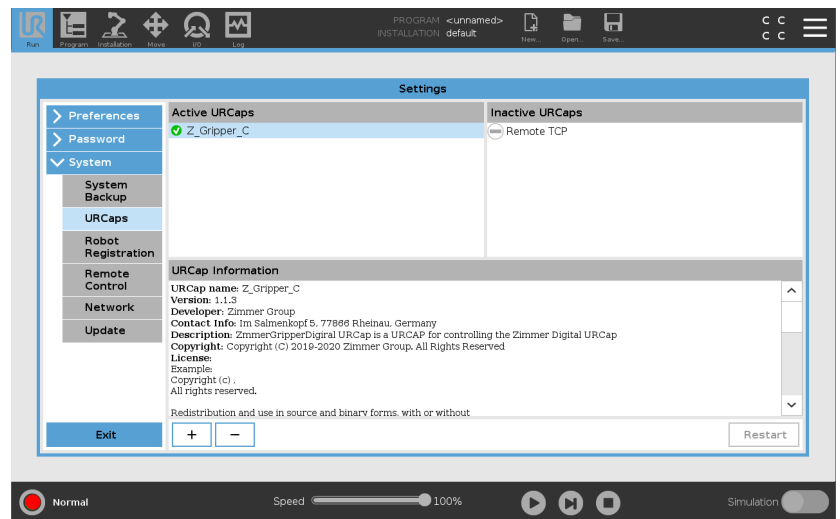 UR
PROGRAM <unnamed>
INSTALLATION default
Run
Program
Installation
Move
I/O
Log
New...
Open...
Save...
C C
C C
Settings
Preferences
Password
System
System
Backup
URCaps
Robot
Registration
Remote
Control
Network
Update
Exit
Active URCaps
Z_Gripper_C
Inactive URCaps
Remote TCP
URCap Information
URCap name: Z_Gripper_C
Version: 1.1.3
Developer: Zimmer Group
Contact Info: Im Salmenkopf 5, 77866 Rheinau, Germany
Description: ZmmerGripperDigiral URCap is a URCAP for controlling the Zimmer Digital URCap
Copyright: Copyright (C) 2019-2020 Zimmer Group. All Rights Reserved
License:
Example:
Copyright (c) .
All rights reserved.
Redistribution and use in source and binary forms, with or without
+
−
Restart
Normal
Speed
100%
Simulation